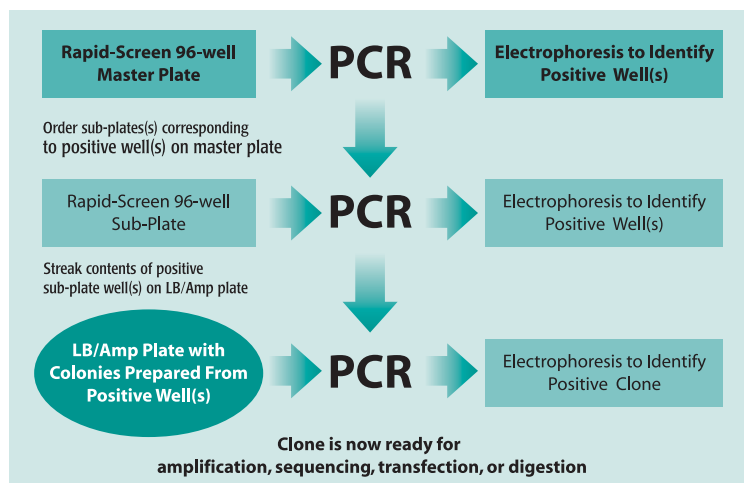 Rapid-Screen 96-well
Master Plate
PCR
Electrophoresis to Identify
Positive Well(s)
Order sub-plates(s) corresponding
to positive well(s) on master plate
Rapid-Screen 96-well
Sub-Plate
PCR
Electrophoresis to Identify
Positive Well(s)
Streak contents of positive
sub-plate well(s) on LB/Amp plate
LB/Amp Plate with
Colonies Prepared From
Positive Well(s)
PCR
Electrophoresis to Identify
Positive Clone
Clone is now ready for
amplification, sequencing, transfection, or digestion